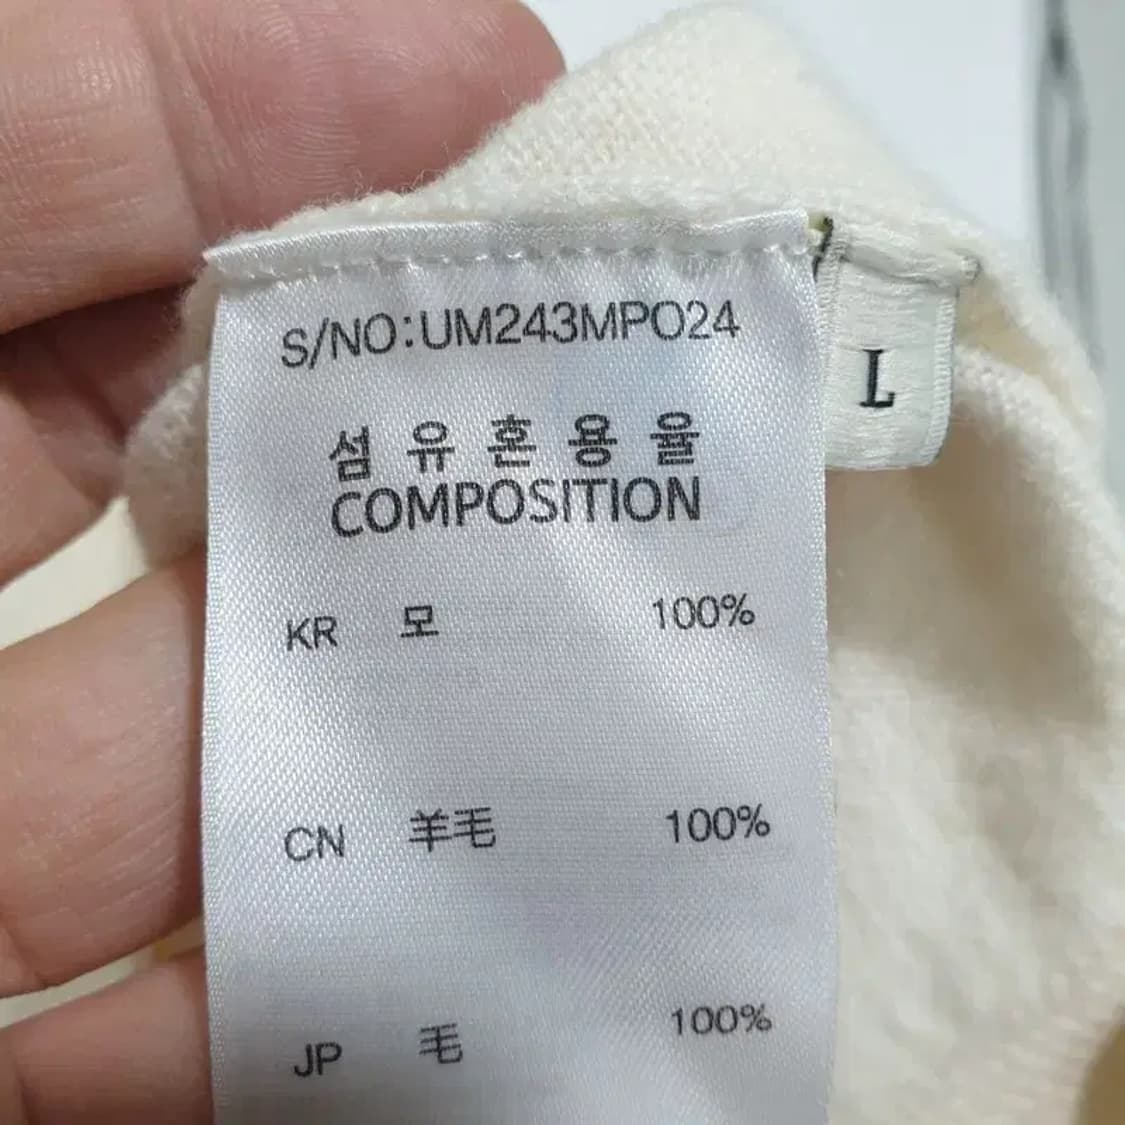 S/NO:UM243MPO24
L
섬유혼용율
COMPOSITION
KR 모 100%
CN 羊毛 100%
JP 毛 100%